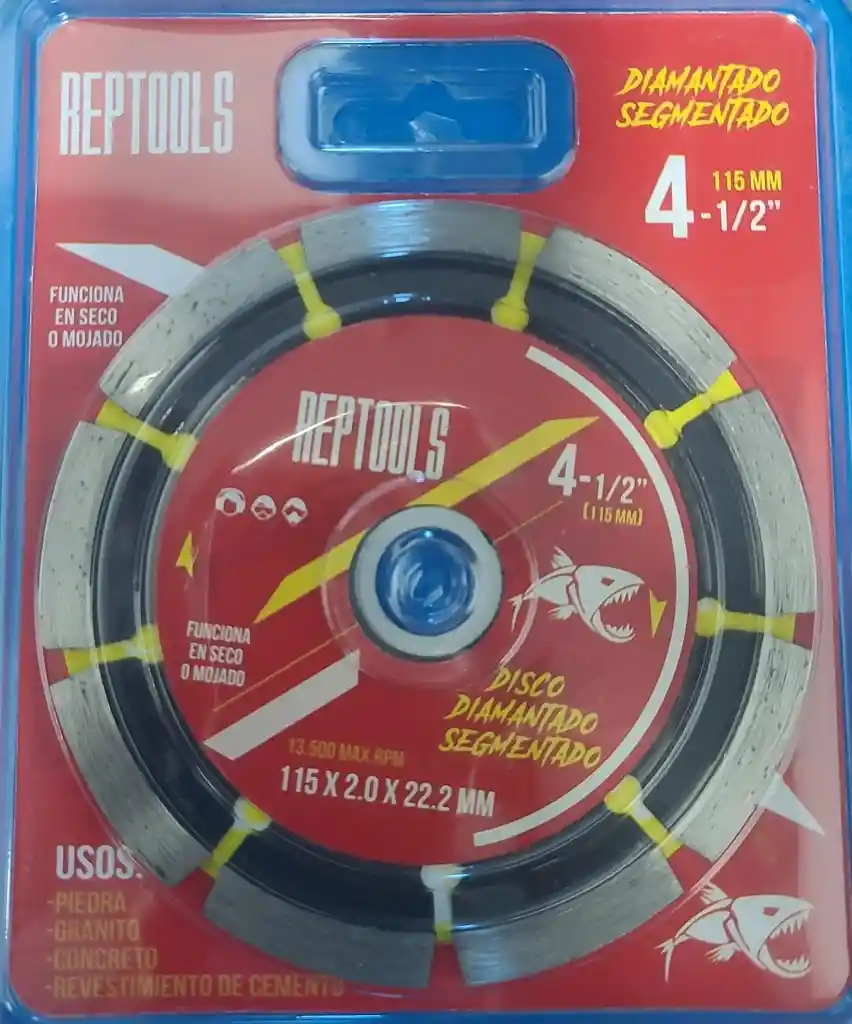 REPTOOLS
DIAMANTADO
SEGMENTADO
115 MM
4-1/2”
FUNCIONA
EN SECO
O MOJADO
REPTOOLS
4-1/2”
(115 MM)
FUNCIONA
EN SECO
O MOJADO
DISCO
DIAMANTADO
SEGMENTADO
13.500 MAX RPM
115 X 2.0 X 22.2 MM
USOS:
-PIEDRA
-GRANITO
-CONCRETO
-REVESTIMIENTO DE CEMENTO